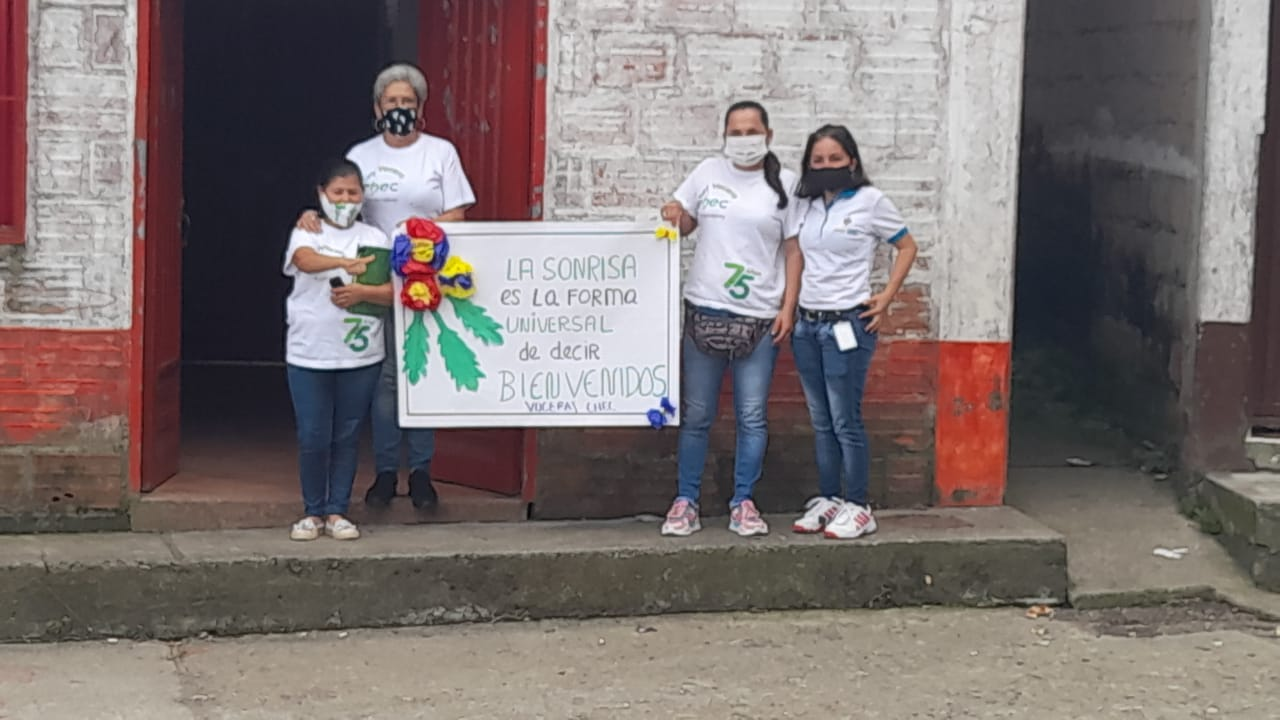 LA SONRISA
es LA FORMA
UNIVERSAL
de decir
BIENVENIDOS
VOCERAS CHEC
75
75